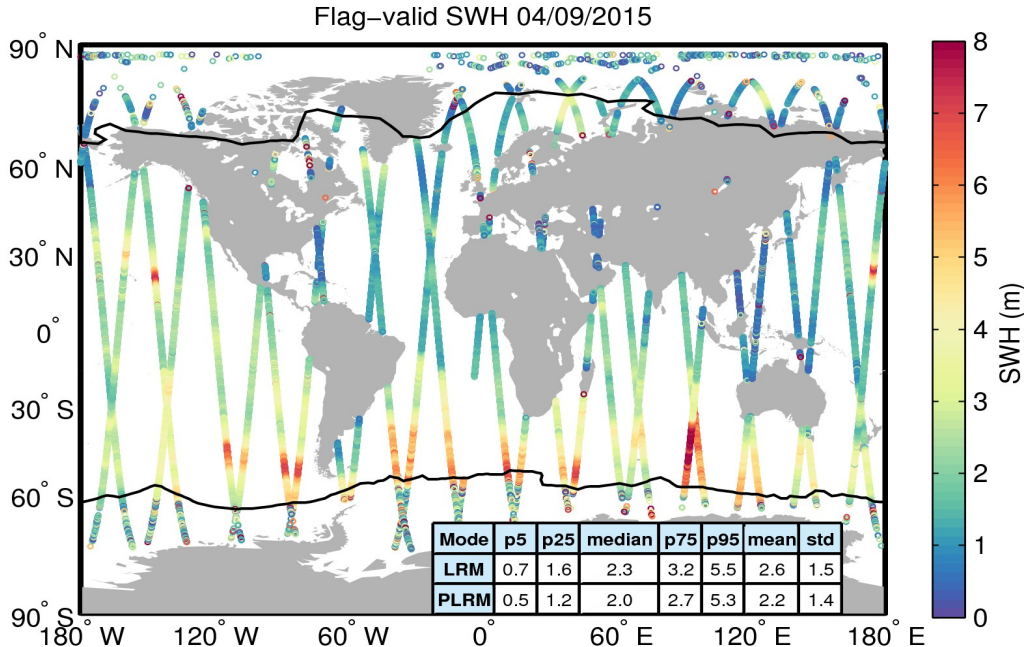 Flag−valid SWH 04/09/2015
90° N
60° N
30° N
0°
30° S
60° S
90° S
180° W
120° W
60° W
0°
60° E
120° E
180° E
8
7
6
5
4
3
2
1
0
SWH (m)
Mode p5 p25 median p75 p95 mean std
LRM 0.7 1.6 2.3 3.2 5.5 2.6 1.5
PLRM 0.5 1.2 2.0 2.7 5.3 2.2 1.4